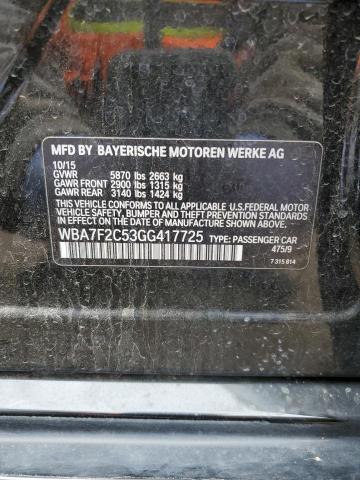 MFD BY BAYERISCHE MOTOREN WERKE AG
10/15
GVWR 5870 lbs 2663 kg
GAWR FRONT 2900 lbs 1315 kg
GAWR REAR 3140 lbs 1424 kg
THIS VEHICLE CONFORMS TO ALL APPLICABLE U.S. FEDERAL MOTOR
VEHICLE SAFETY, BUMPER, AND THEFT PREVENTION STANDARDS IN
EFFECT ON THE DATE OF MANUFACTURE SHOWN ABOVE.
WBA7F2C53GG417725 TYPE: PASSENGER CAR
475/9
7 315 814